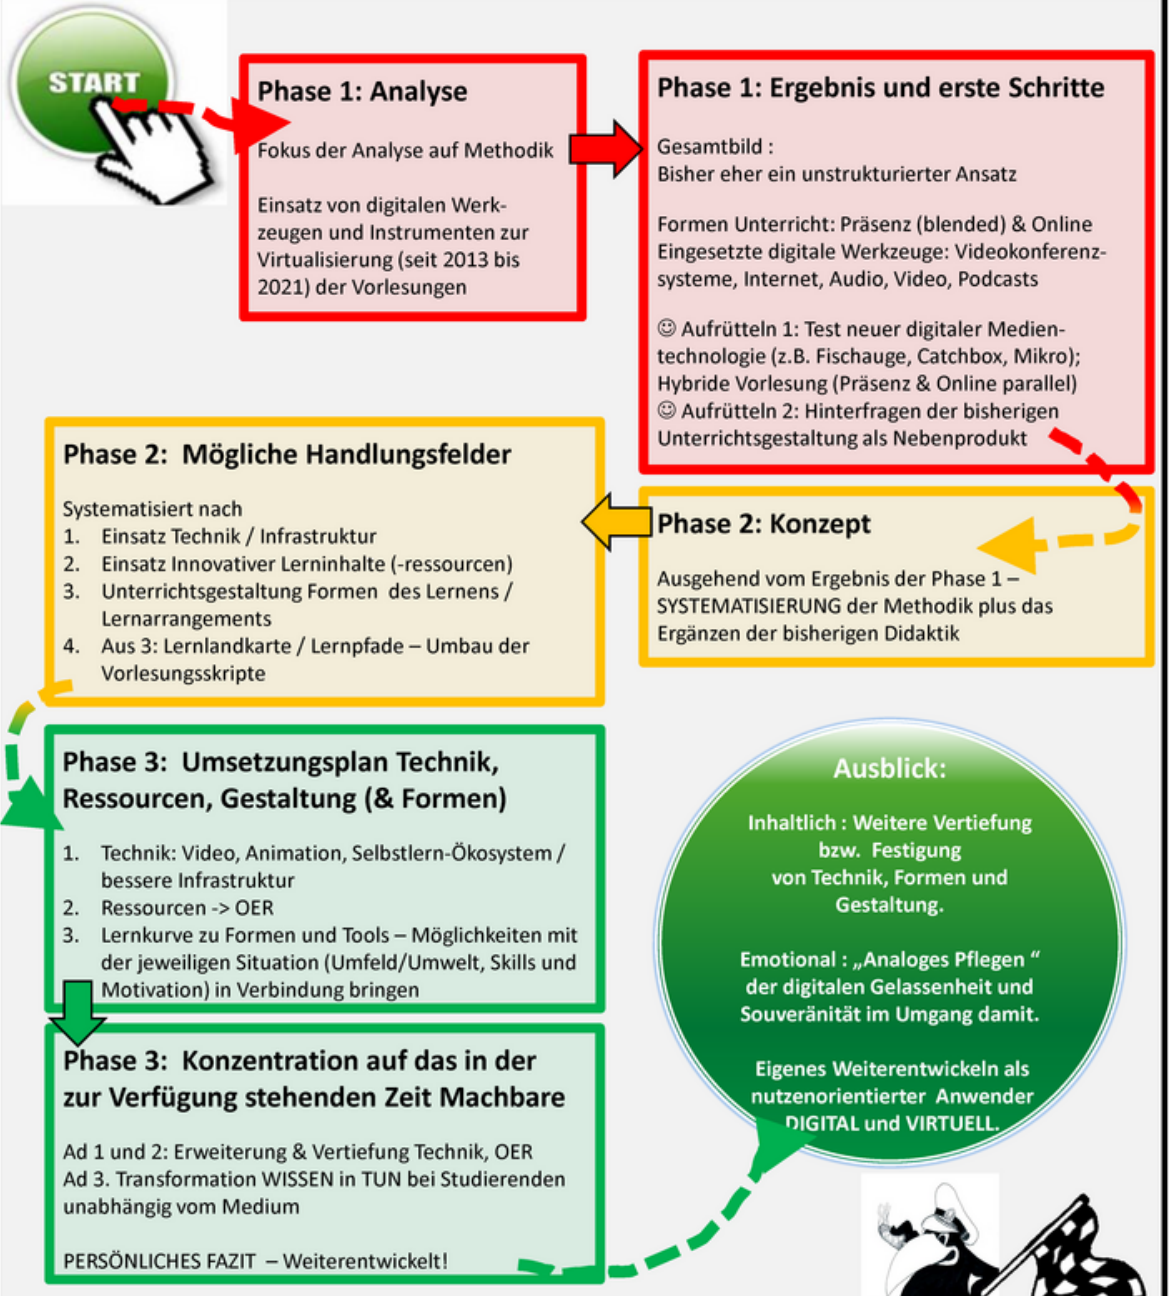 START
Phase 1: Analyse
Fokus der Analyse auf Methodik
Einsatz von digitalen Werk-
zeugen und Instrumenten zur
Virtualisierung (seit 2013 bis
2021) der Vorlesungen
Phase 1: Ergebnis und erste Schritte
Gesamtbild :
Bisher eher ein unstrukturierter Ansatz
Formen Unterricht: Präsenz (blended) & Online
Eingesetzte digitale Werkzeuge: Videokonferenz-
systeme, Internet, Audio, Video, Podcasts
☺ Aufrütteln 1: Test neuer digitaler Medien-
technologie (z.B. Fischauge, Catchbox, Mikro);
Hybride Vorlesung (Präsenz & Online parallel)
☺ Aufrütteln 2: Hinterfragen der bisherigen
Unterrichtsgestaltung als Nebenprodukt
Phase 2: Konzept
Ausgehend vom Ergebnis der Phase 1 –
SYSTEMATISIERUNG der Methodik plus das
Ergänzen der bisherigen Didaktik
Phase 2: Mögliche Handlungsfelder
Systematisiert nach
1. Einsatz Technik / Infrastruktur
2. Einsatz Innovativer Lerninhalte (-ressourcen)
3. Unterrichtsgestaltung Formen des Lernens /
Lernarrangements
4. Aus 3: Lernlandkarte / Lernpfade – Umbau der
Vorlesungsskripte
Phase 3: Umsetzungsplan Technik,
Ressourcen, Gestaltung (& Formen)
1. Technik: Video, Animation, Selbstlern-Ökosystem /
bessere Infrastruktur
2. Ressourcen -> OER
3. Lernkurve zu Formen und Tools – Möglichkeiten mit
der jeweiligen Situation (Umfeld/Umwelt, Skills und
Motivation) in Verbindung bringen
Phase 3: Konzentration auf das in der
zur Verfügung stehenden Zeit Machbare
Ad 1 und 2: Erweiterung & Vertiefung Technik, OER
Ad 3. Transformation WISSEN in TUN bei Studierenden
unabhängig vom Medium
PERSÖNLICHES FAZIT – Weiterentwickelt!
Ausblick:
Inhaltlich : Weitere Vertiefung
bzw. Festigung
von Technik, Formen und
Gestaltung.
Emotional : „Analoges Pflegen “
der digitalen Gelassenheit und
Souveränität im Umgang damit.
Eigenes Weiterentwickeln als
nutzenorientierter Anwender
DIGITAL und VIRTUELL.